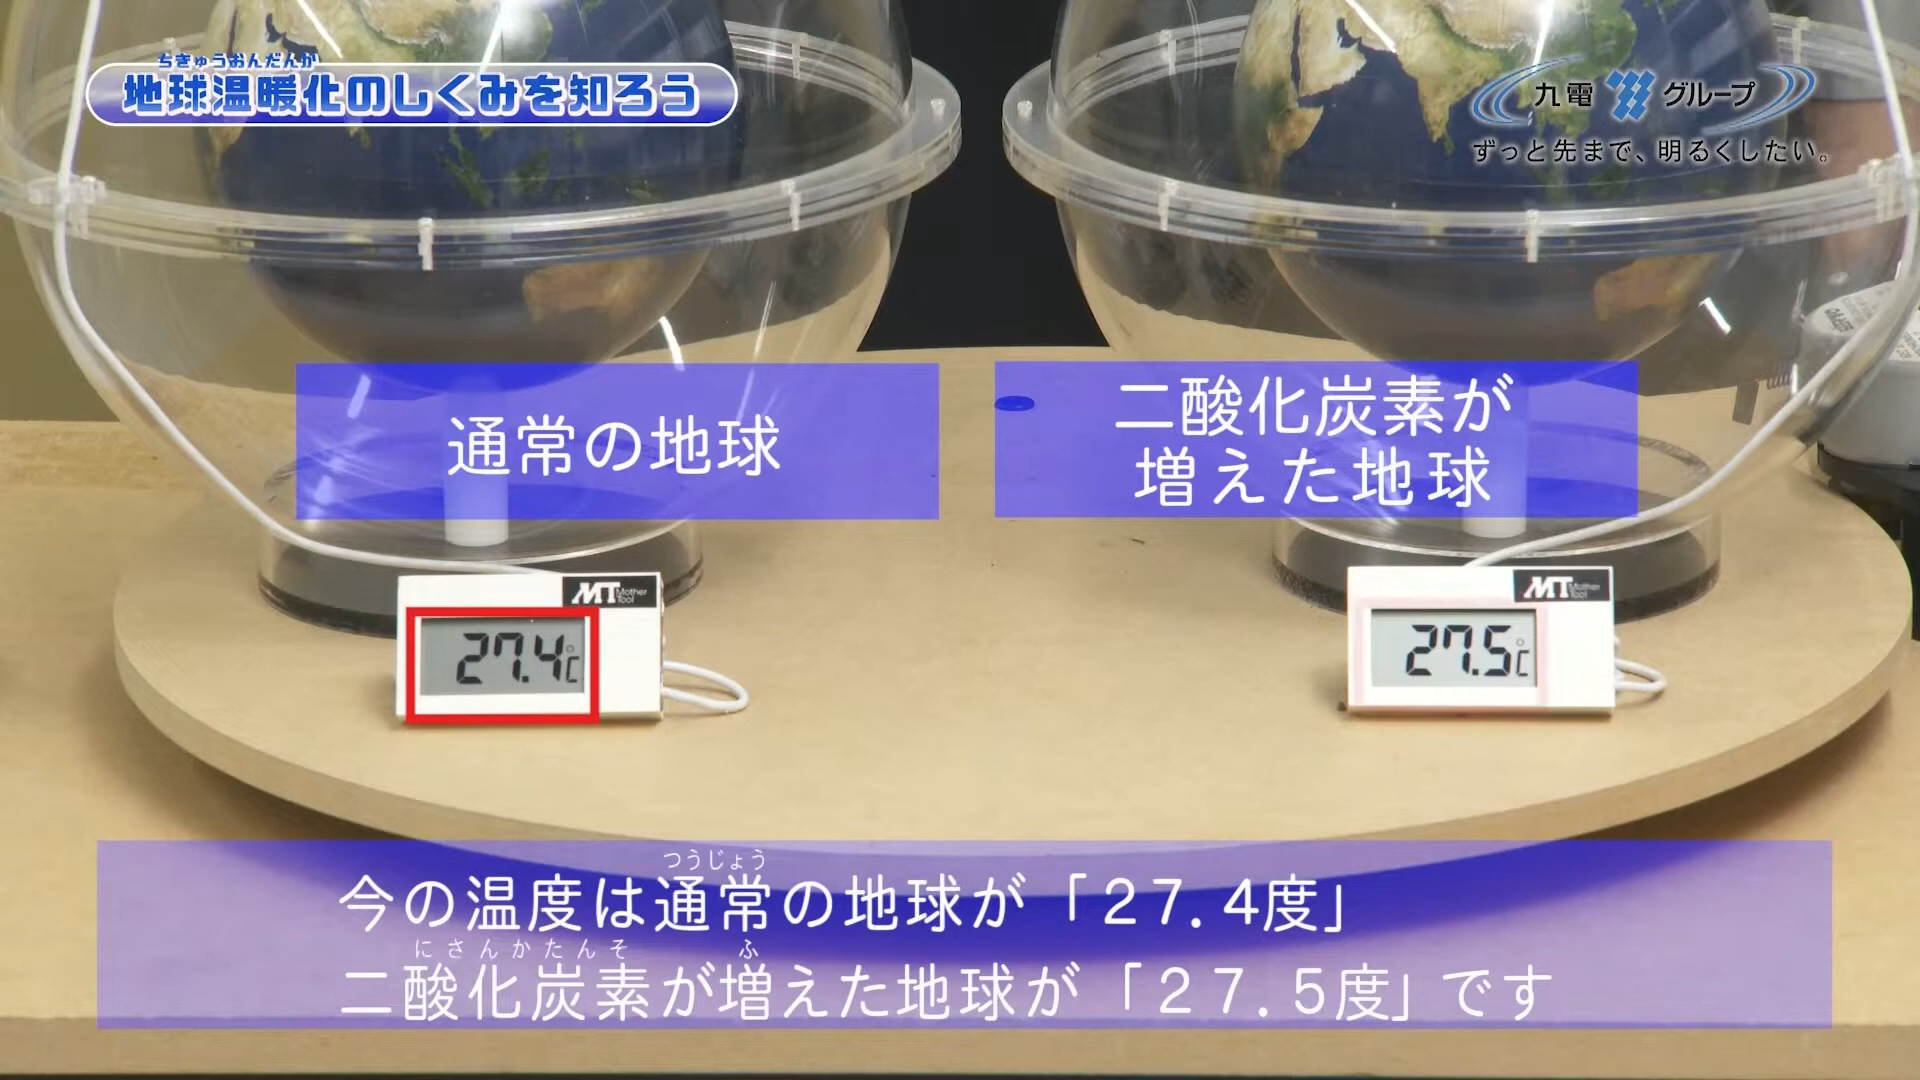 ちきゅうおんだんか
地球温暖化のしくみを知ろう
九電グループ
ずっと先まで、明るくしたい。
通常の地球
二酸化炭素が
増えた地球
MT Mother Tool
27.4℃
MT Mother Tool
27.5℃
つうじょう
今の温度は通常の地球が「27.4度」
にさんかたんそ ふ
二酸化炭素が増えた地球が「27.5度」です